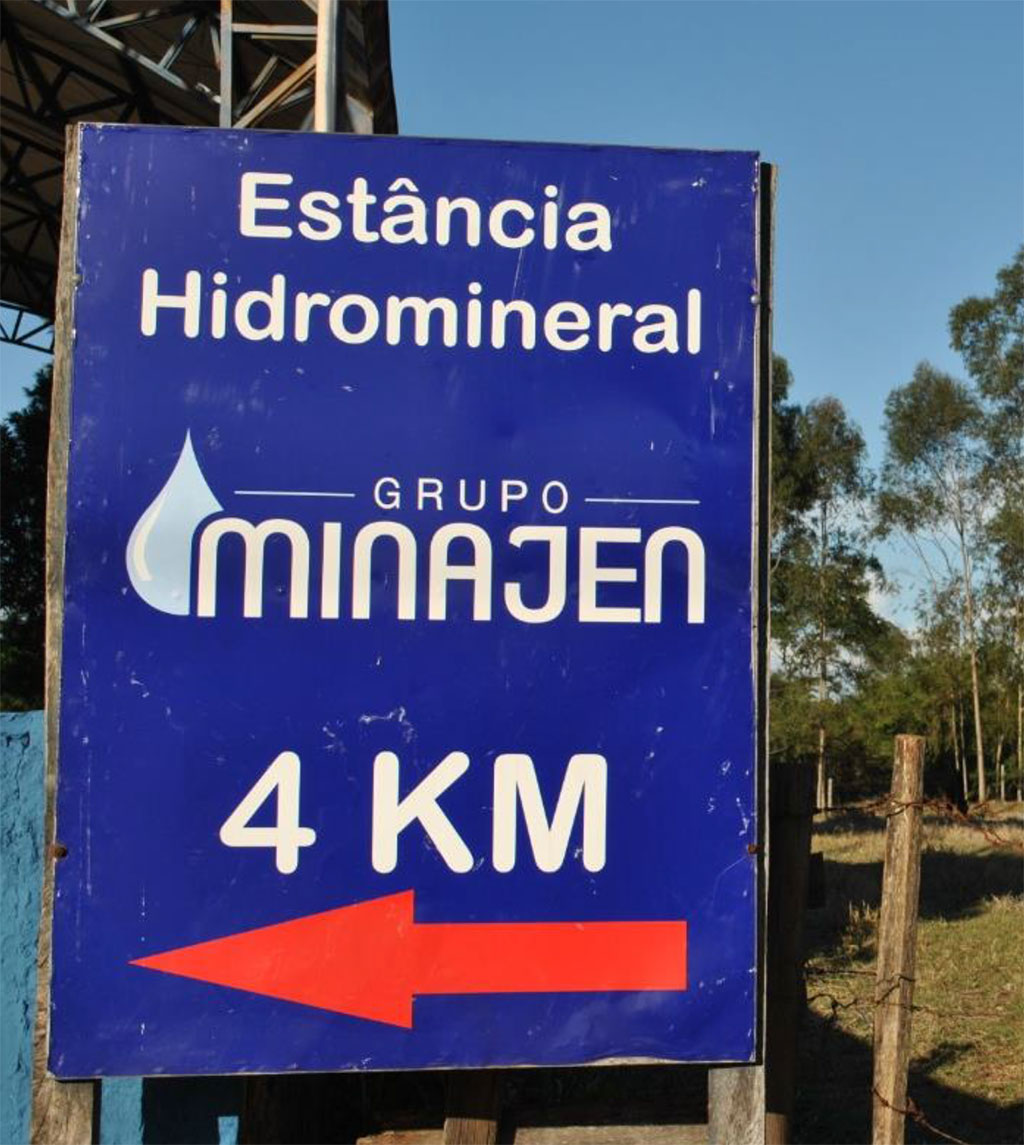 Estância
Hidromineral
GRUPO
MINAJEN
4 KM